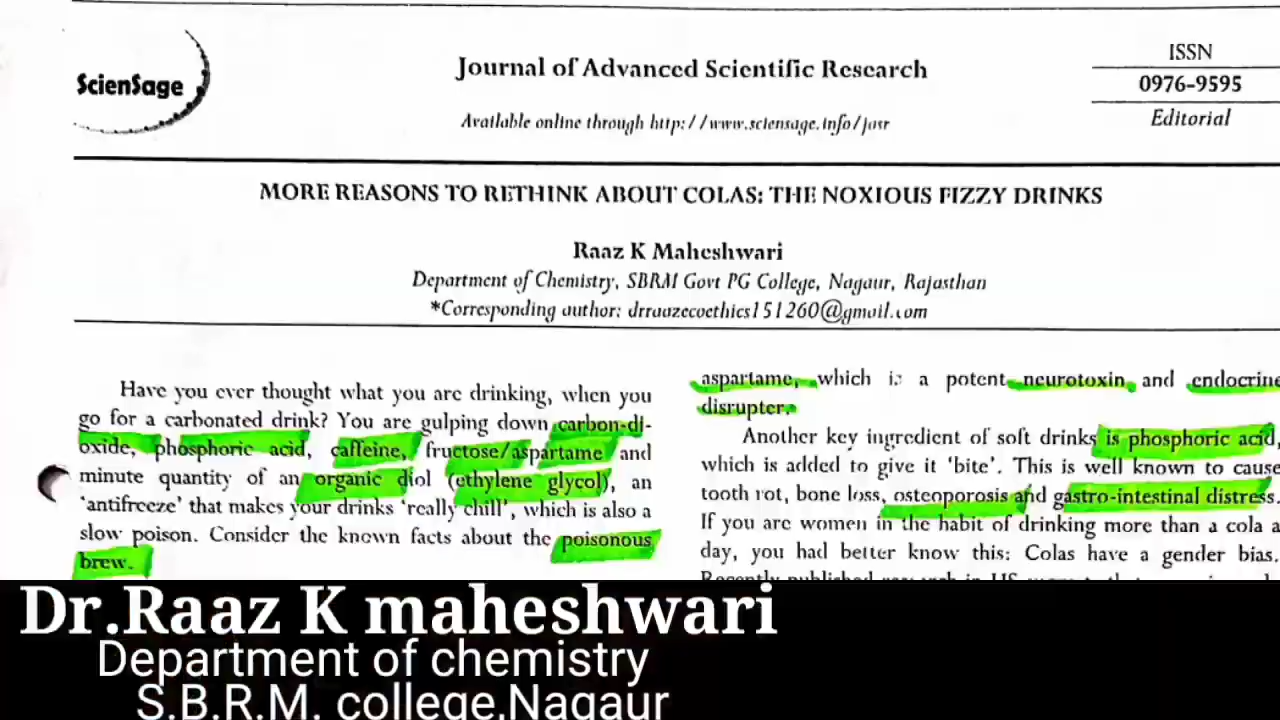 ScienSage
Journal of Advanced Scientific Research
Available online through http://www.sciensage.info/jasr
ISSN
0976-9595
Editorial
MORE REASONS TO RETHINK ABOUT COLAS: THE NOXIOUS FIZZY DRINKS
Raaz K Maheshwari
Department of Chemistry, SBRM Govt PG College, Nagaur, Rajasthan
*Corresponding author: drraazecoethics151260@gmail.com
Have you ever thought what you are drinking, when you
go for a carbonated drink? You are gulping down carbon-di-
oxide, phosphoric acid, caffeine, fructose/aspartame and
minute quantity of an organic diol (ethylene glycol), an
'antifreeze' that makes your drinks 'really chill', which is also a
slow poison. Consider the known facts about the poisonous
brew.
aspartame, which is a potent neurotoxin and endocrine
disrupter.
Another key ingredient of soft drinks is phosphoric acid,
which is added to give it 'bite'. This is well known to cause
tooth rot, bone loss, osteoporosis and gastro-intestinal distress.
If you are women in the habit of drinking more than a cola a
day, you had better know this: Colas have a gender bias.
Recently published research in US
Dr.Raaz K maheshwari
Department of chemistry
S.B.R.M. college,Nagaur